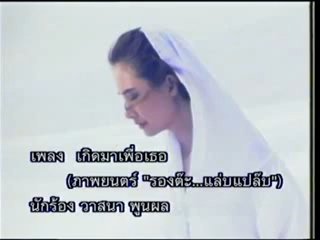 เพลง เกิดมาเพื่อเธอ
(ภาพยนตร์ "รองต๊ะ...แล่บแปล๊บ")
นักร้อง วาสนา พูนผล